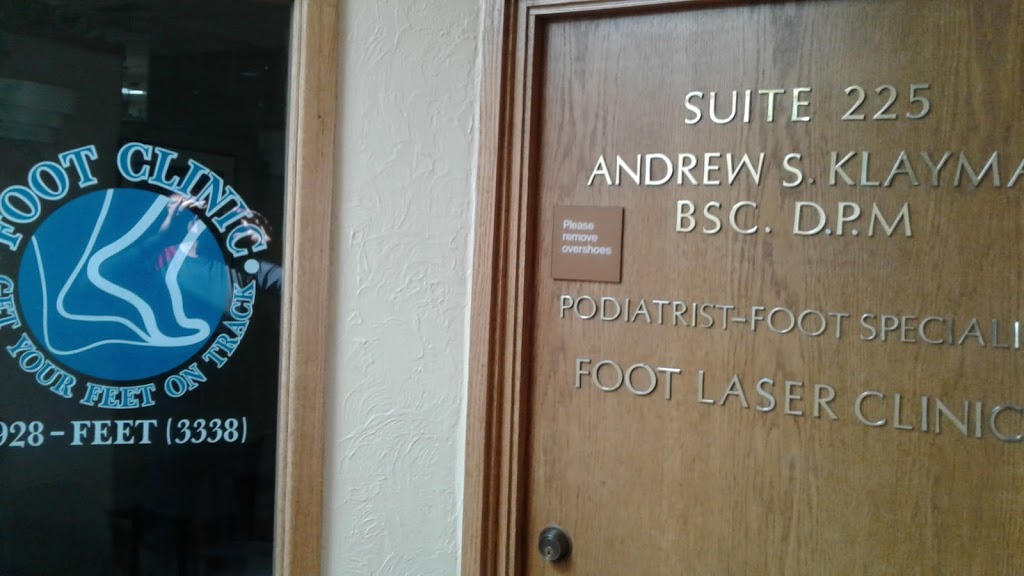 FOOT CLINIC.
GET YOUR FEET ON TRACK
928-FEET (3338)
SUITE 225
ANDREW S. KLAYMA
BSC. D.P.M
Please
remove
overshoes
PODIATRIST-FOOT SPECIALI
FOOT LASER CLINIC